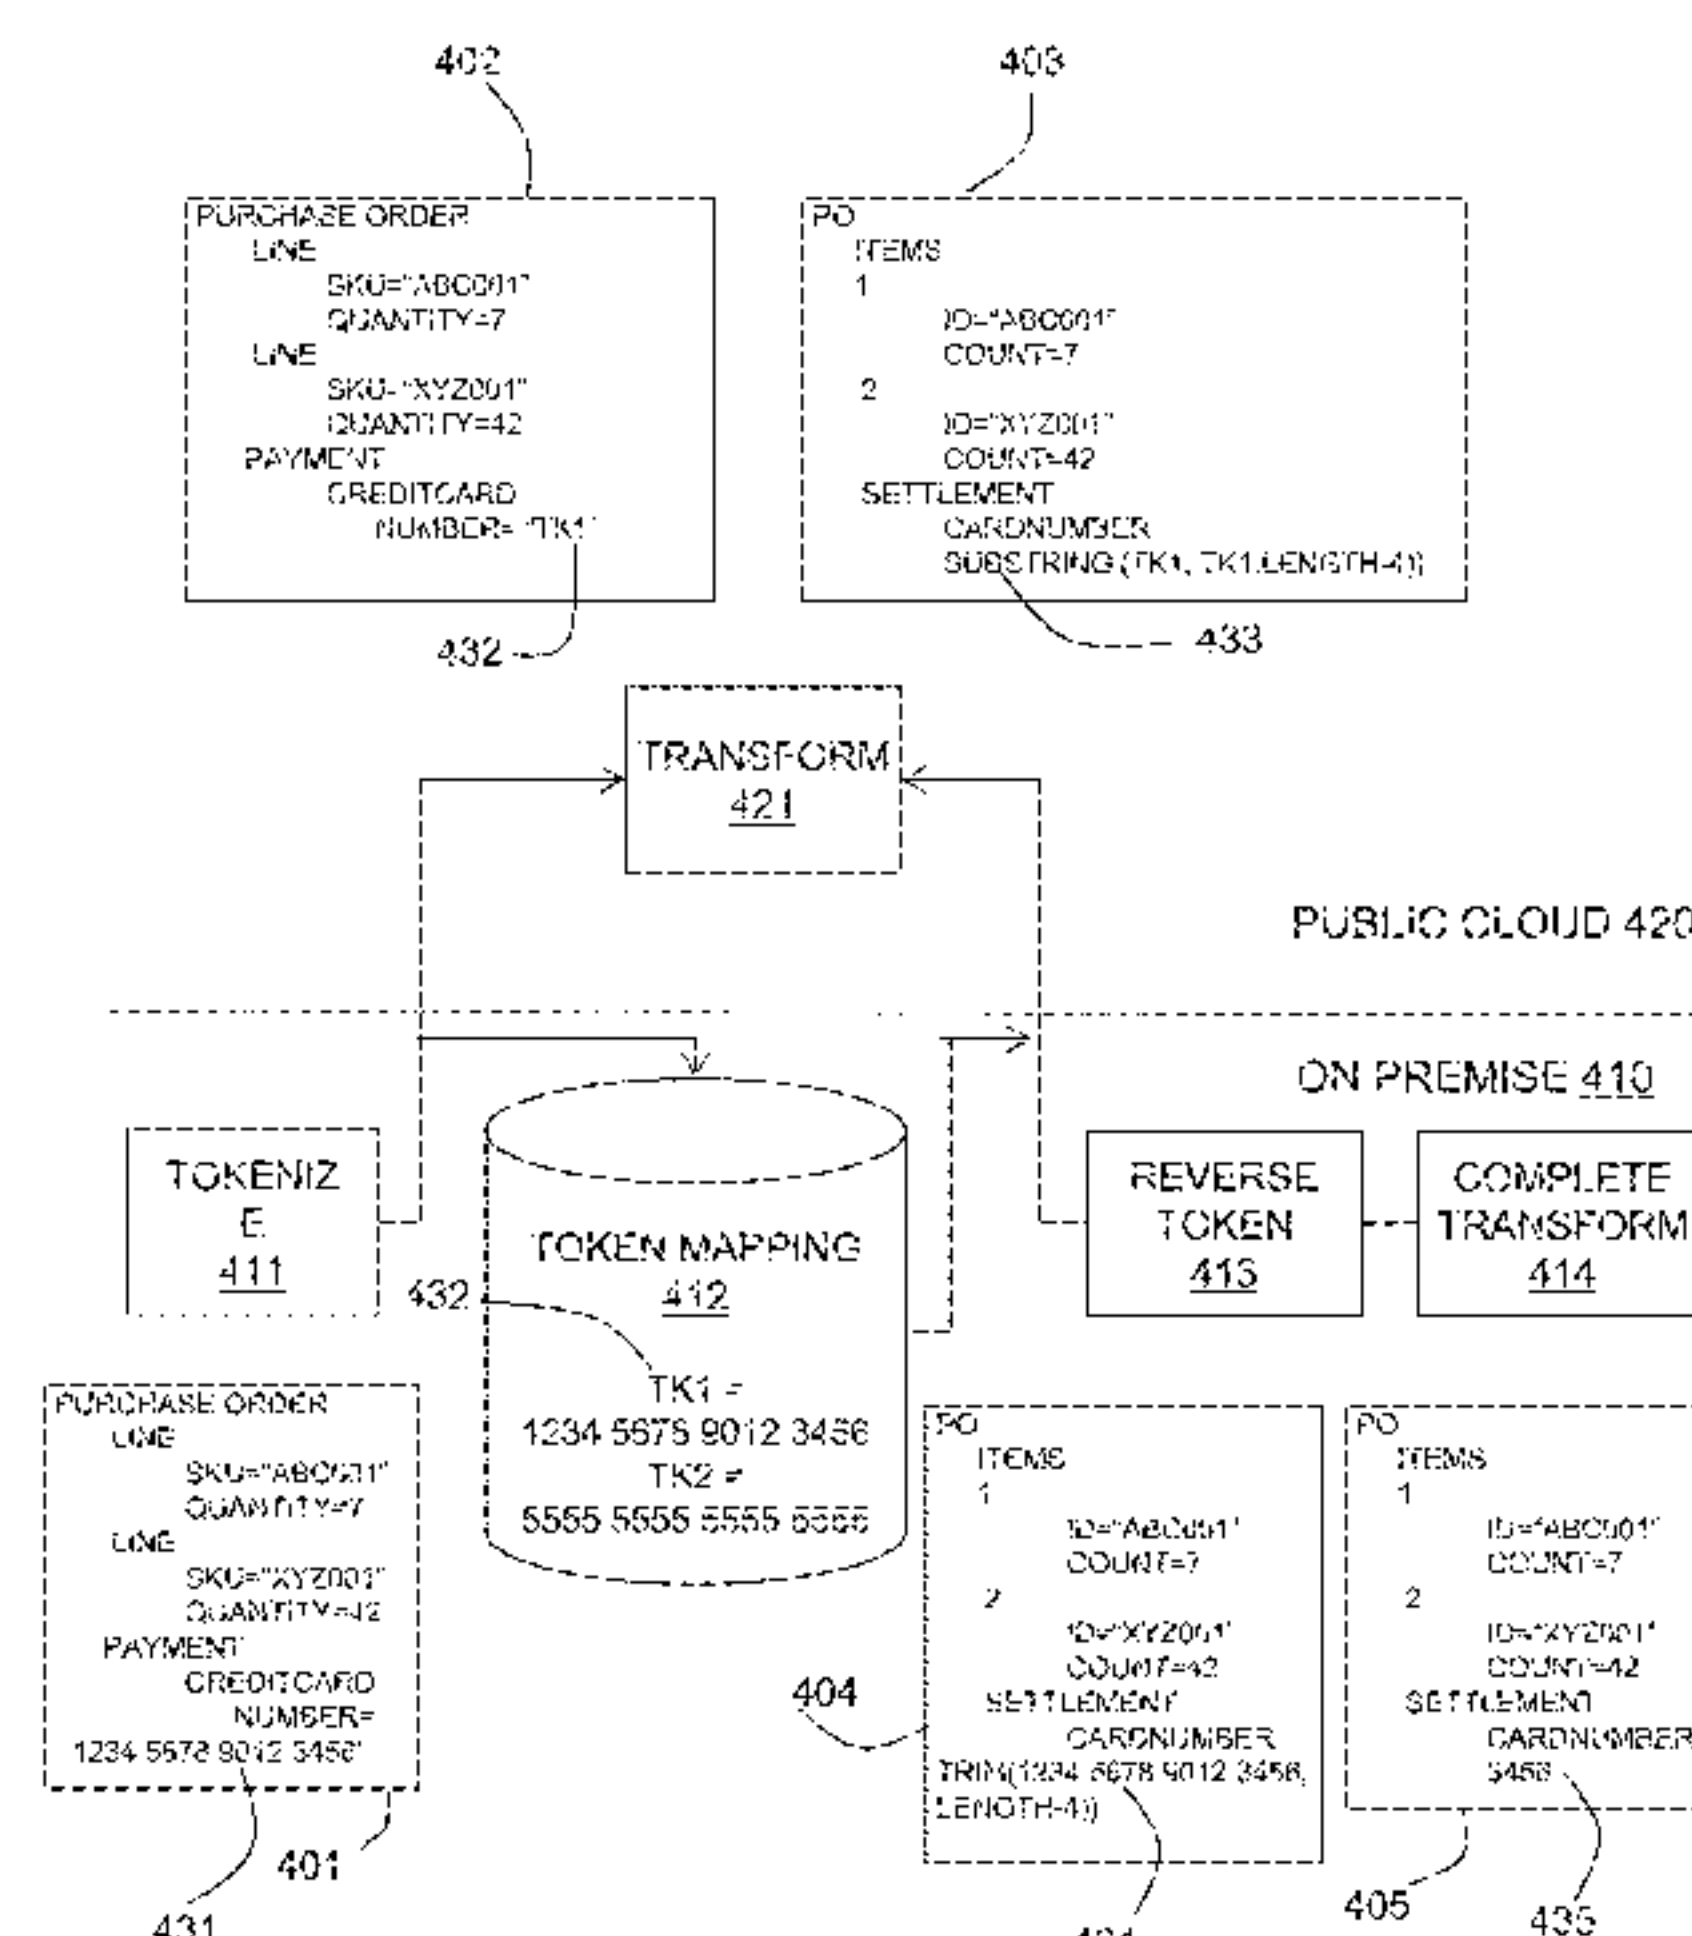 402
403
PURCHASE ORDER
LINE
SKU="ABC001"
QUANTITY=7
LINE
SKU="XYZ001"
QUANTITY=42
PAYMENT
CREDITCARD
NUMBER= "TK1"
432
PO
ITEMS
1
ID="ABC001"
COUNT=7
2
ID="XYZ001"
COUNT=42
SETTLEMENT
CARDNUMBER
SUBSTRING (TK1, TK1.LENGTH-4))
433
TRANSFORM
421
PUBLIC CLOUD 420
ON PREMISE 410
TOKENIZ
E
411
TOKEN MAPPING
412
432
TK1 =
1234 5678 9012 3456
TK2 =
5555 5555 5555 5555
REVERSE
TOKEN
413
COMPLETE
TRANSFORM
414
PURCHASE ORDER
LINE
SKU="ABC001"
QUANTITY=7
LINE
SKU="XYZ001"
QUANTITY=42
PAYMENT
CREDITCARD
NUMBER=
1234 5678 9012 3456"
401
431
PO
ITEMS
1
ID="ABC001"
COUNT=7
2
ID="XYZ001"
COUNT=42
SETTLEMENT
CARDNUMBER
TRIM(1234 5678 9012 3456,
LENGTH-4))
404
PO
ITEMS
1
ID="ABC001"
COUNT=7
2
ID="XYZ001"
COUNT=42
SETTLEMENT
CARDNUMBER
3456
405
435